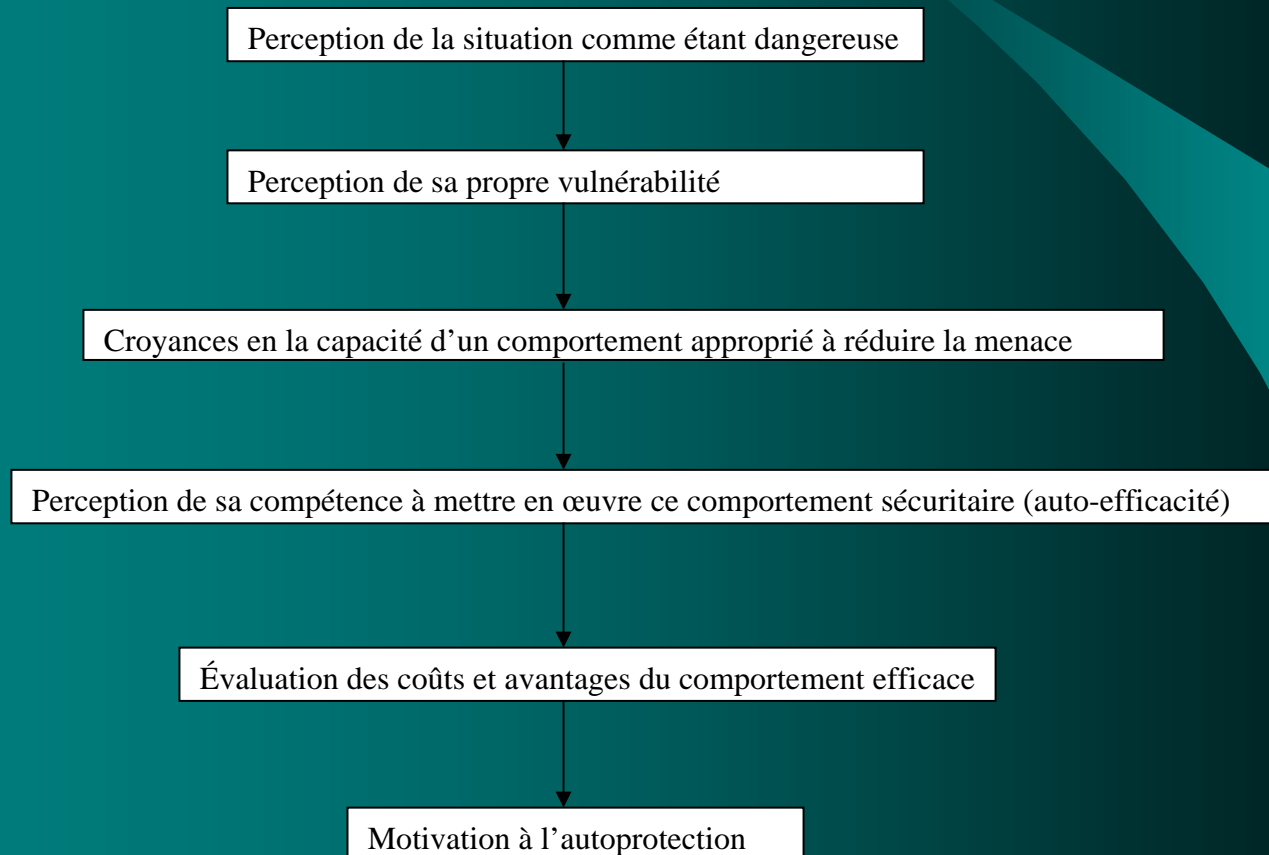 Perception de la situation comme étant dangereuse
Perception de sa propre vulnérabilité
Croyances en la capacité d’un comportement approprié à réduire la menace
Perception de sa compétence à mettre en œuvre ce comportement sécuritaire (auto-efficacité)
Évaluation des coûts et avantages du comportement efficace
Motivation à l’autoprotection